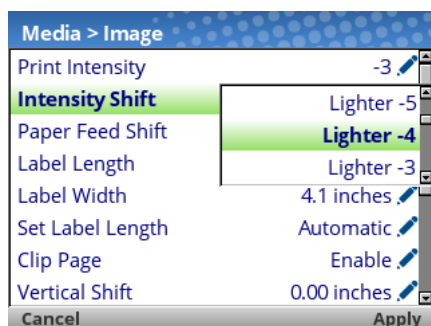 Media > Image
Print Intensity -3
Intensity Shift Lighter -5
Lighter -4
Paper Feed Shift
Label Length Lighter -3
Label Width 4.1 inches
Set Label Length Automatic
Clip Page Enable
Vertical Shift 0.00 inches
Cancel Apply